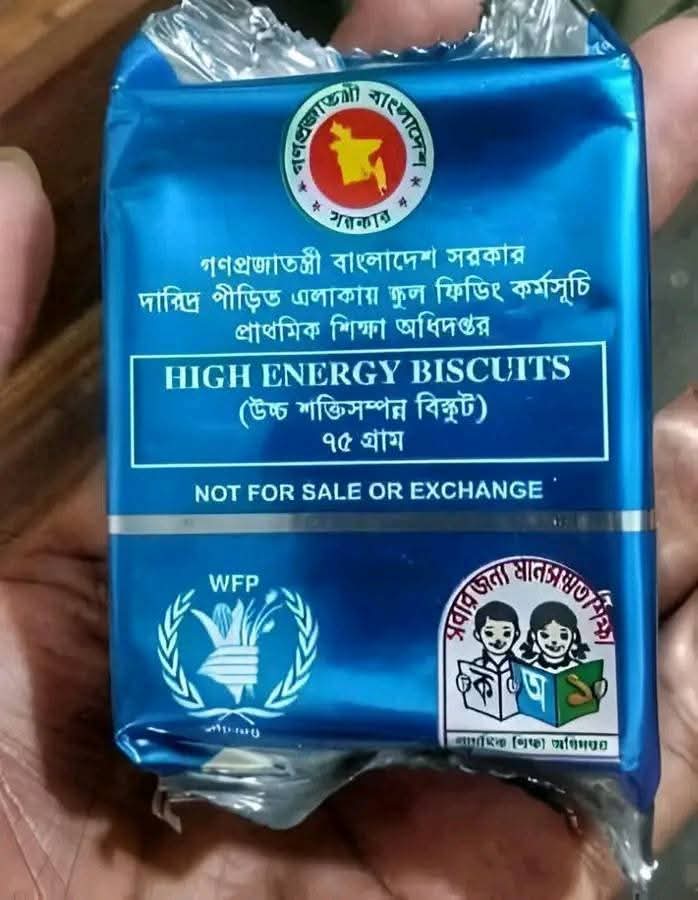 গণপ্রজাতন্ত্রী বাংলাদেশ
সরকার
গণপ্রজাতন্ত্রী বাংলাদেশ সরকার
দারিদ্র পীড়িত এলাকায় স্কুল ফিডিং কর্মসূচি
প্রাথমিক শিক্ষা অধিদপ্তর
HIGH ENERGY BISCUITS
(উচ্চ শক্তিসম্পন্ন বিস্কুট)
৭৫ গ্রাম
NOT FOR SALE OR EXCHANGE
WFP
সবার জন্য মানসম্মত শিক্ষা
ক অ ১
প্রাথমিক শিক্ষা অধিদপ্তর